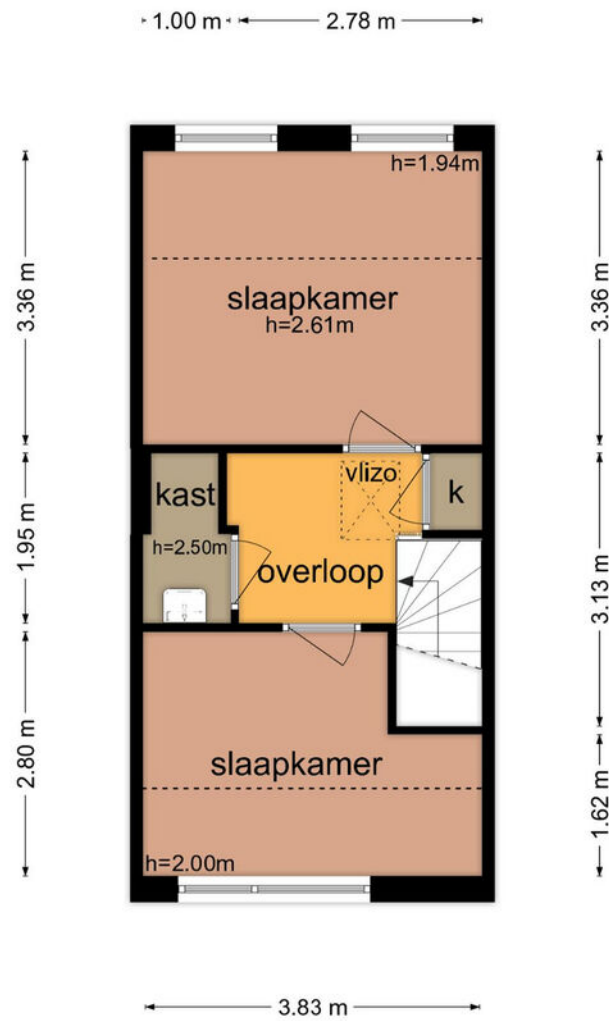 1.00 m
2.78 m
h=1.94m
3.36 m
3.36 m
slaapkamer
h=2.61m
vlizo
kast
k
1.95 m
h=2.50m
overloop
3.13 m
2.80 m
slaapkamer
1.62 m
h=2.00m
3.83 m